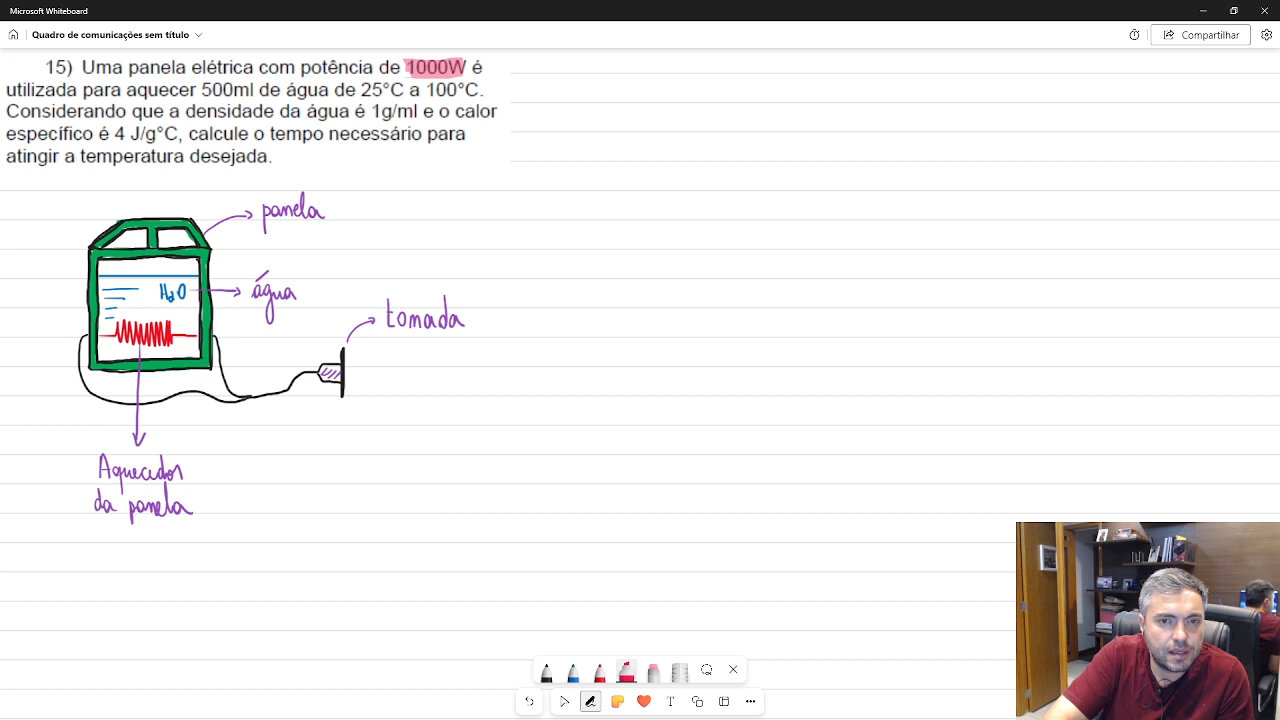 Microsoft Whiteboard
Quadro de comunicações sem título
Compartilhar
15) Uma panela elétrica com potência de 1000W é
utilizada para aquecer 500ml de água de 25°C a 100°C.
Considerando que a densidade da água é 1g/ml e o calor
específico é 4 J/g°C, calcule o tempo necessário para
atingir a temperatura desejada.
panela
H₂O
água
tomada
Aquecedor
da panela
T